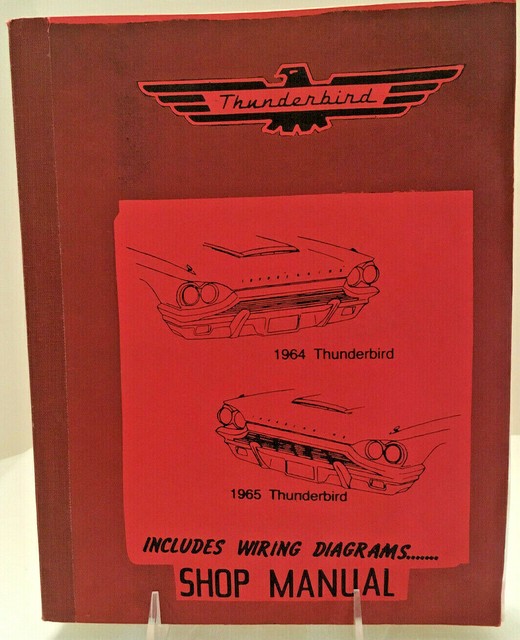 Thunderbird
THUNDERBIRD
1964 Thunderbird
1965 Thunderbird
INCLUDES WIRING DIAGRAMS.......
SHOP MANUAL